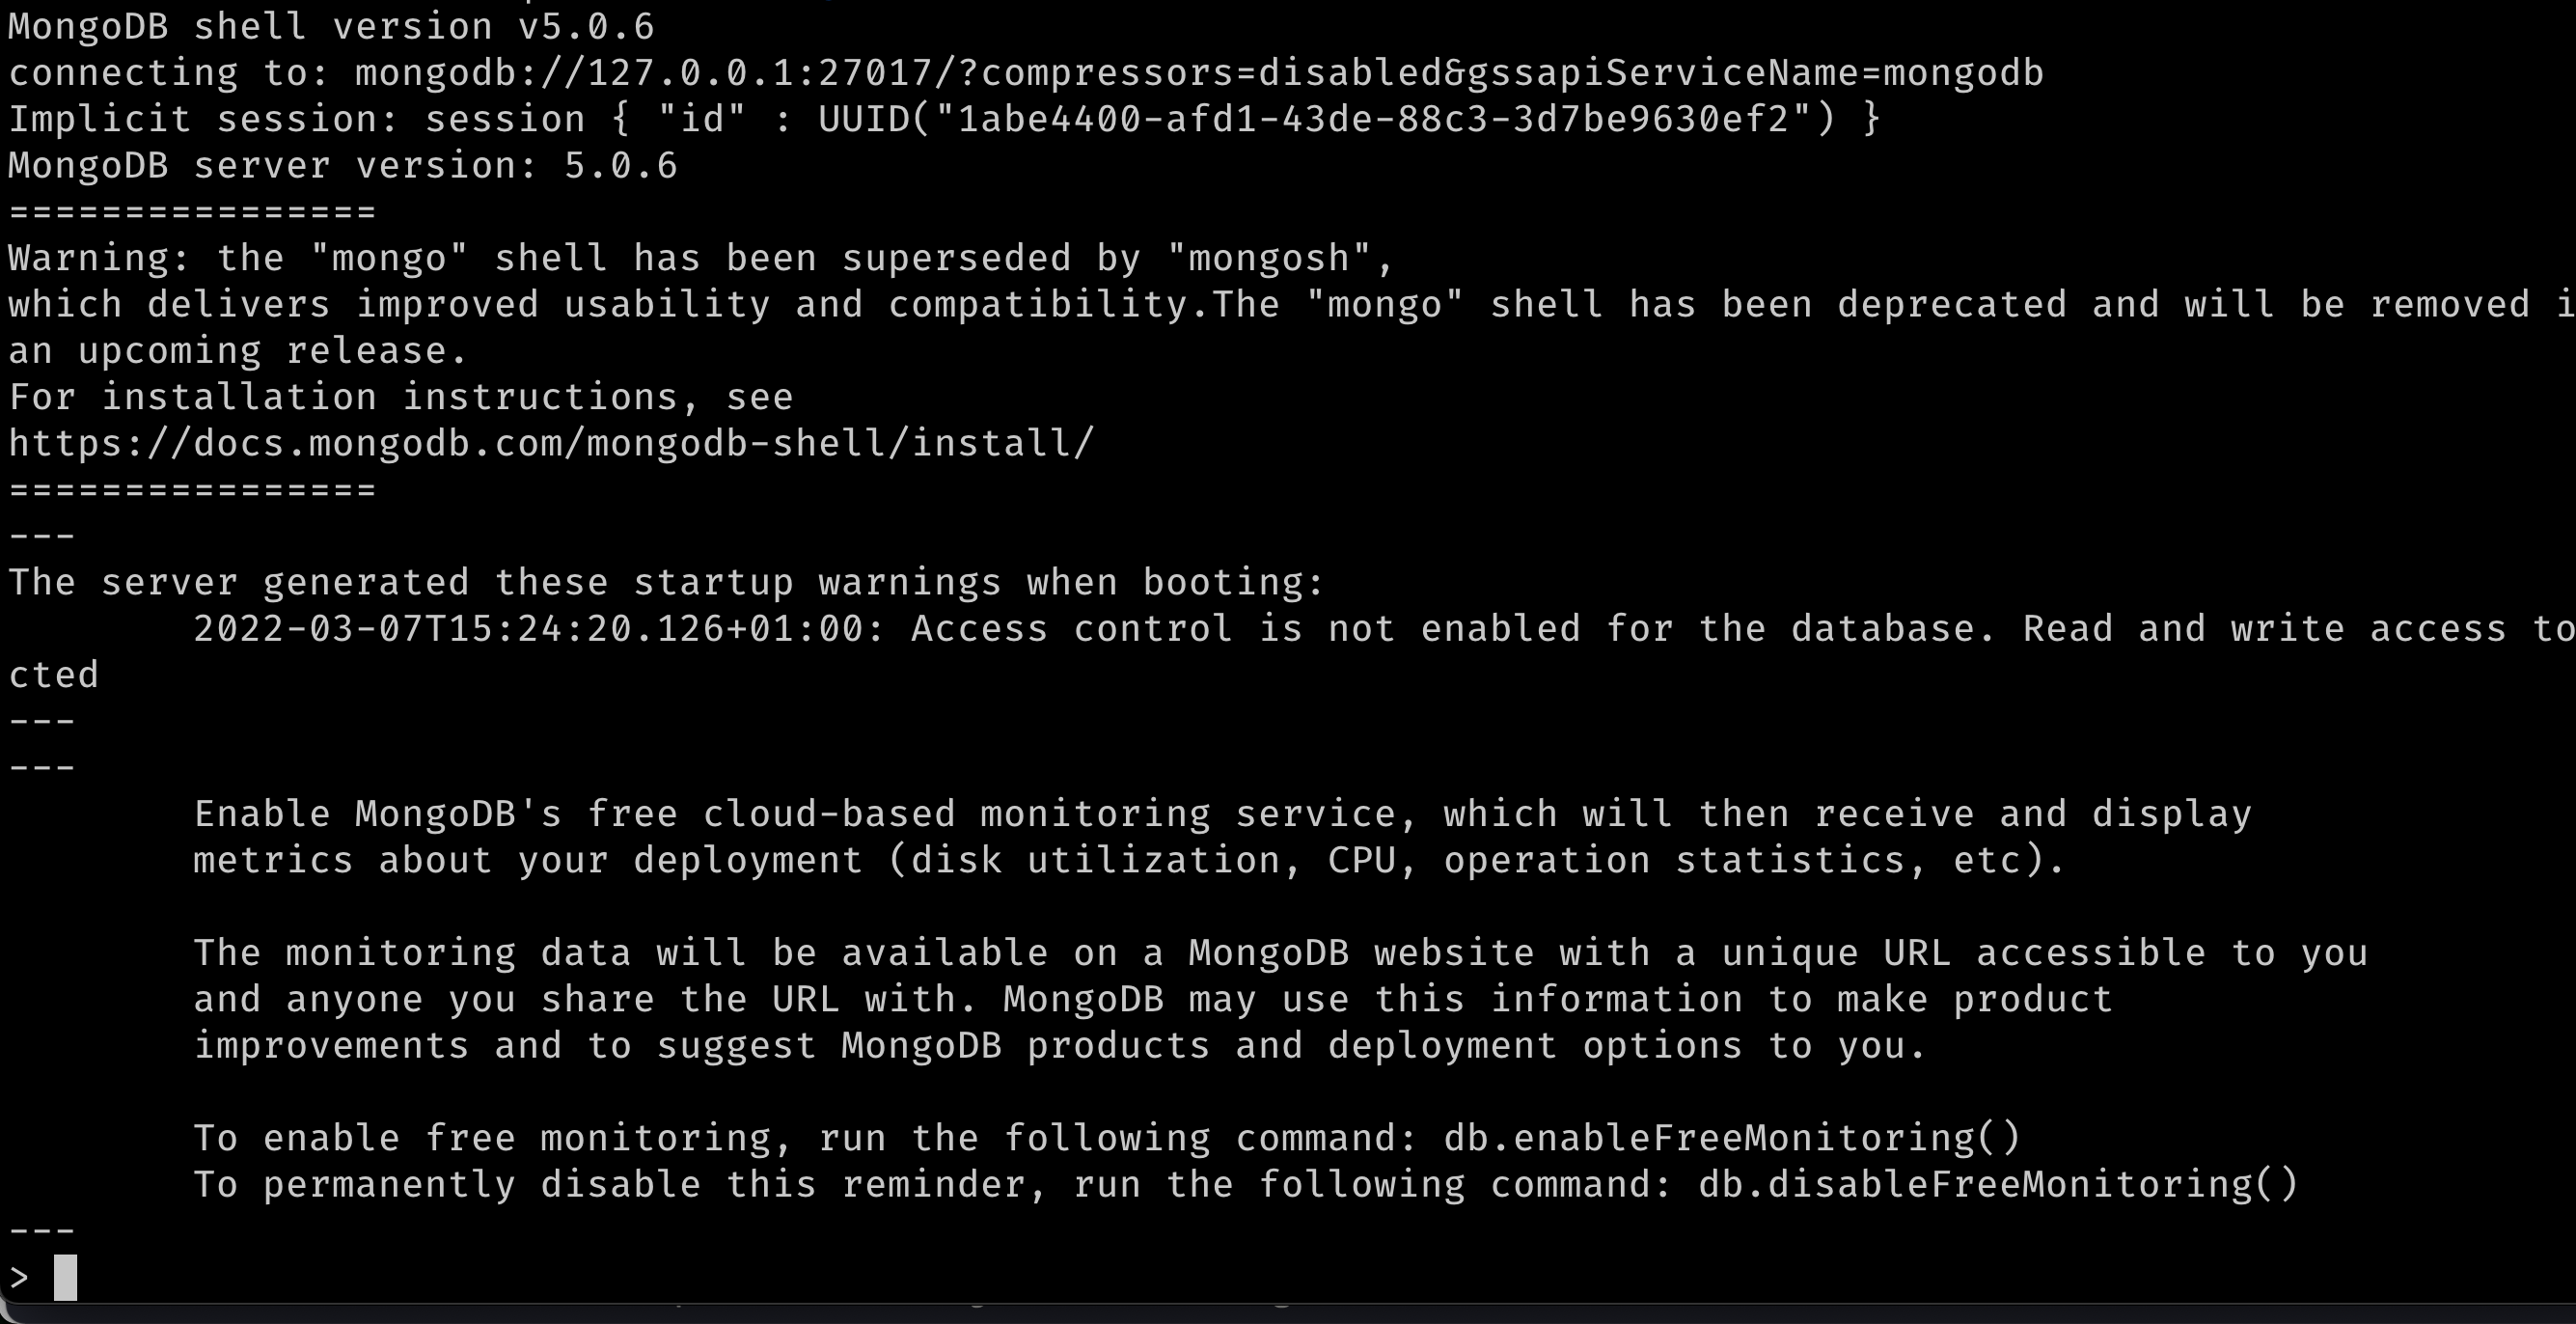 MongoDB shell version v5.0.6
connecting to: mongodb://127.0.0.1:27017/?compressors=disabled&gssapiServiceName=mongodb
Implicit session: session { "id" : UUID("1abe4400-afd1-43de-88c3-3d7be9630ef2") }
MongoDB server version: 5.0.6
================
Warning: the "mongo" shell has been superseded by "mongosh",
which delivers improved usability and compatibility.The "mongo" shell has been deprecated and will be removed i
an upcoming release.
For installation instructions, see
https://docs.mongodb.com/mongodb-shell/install/
================
---
The server generated these startup warnings when booting:
        2022-03-07T15:24:20.126+01:00: Access control is not enabled for the database. Read and write access to
cted
---
---
        Enable MongoDB's free cloud-based monitoring service, which will then receive and display
        metrics about your deployment (disk utilization, CPU, operation statistics, etc).

        The monitoring data will be available on a MongoDB website with a unique URL accessible to you
        and anyone you share the URL with. MongoDB may use this information to make product
        improvements and to suggest MongoDB products and deployment options to you.

        To enable free monitoring, run the following command: db.enableFreeMonitoring()
        To permanently disable this reminder, run the following command: db.disableFreeMonitoring()
---
>